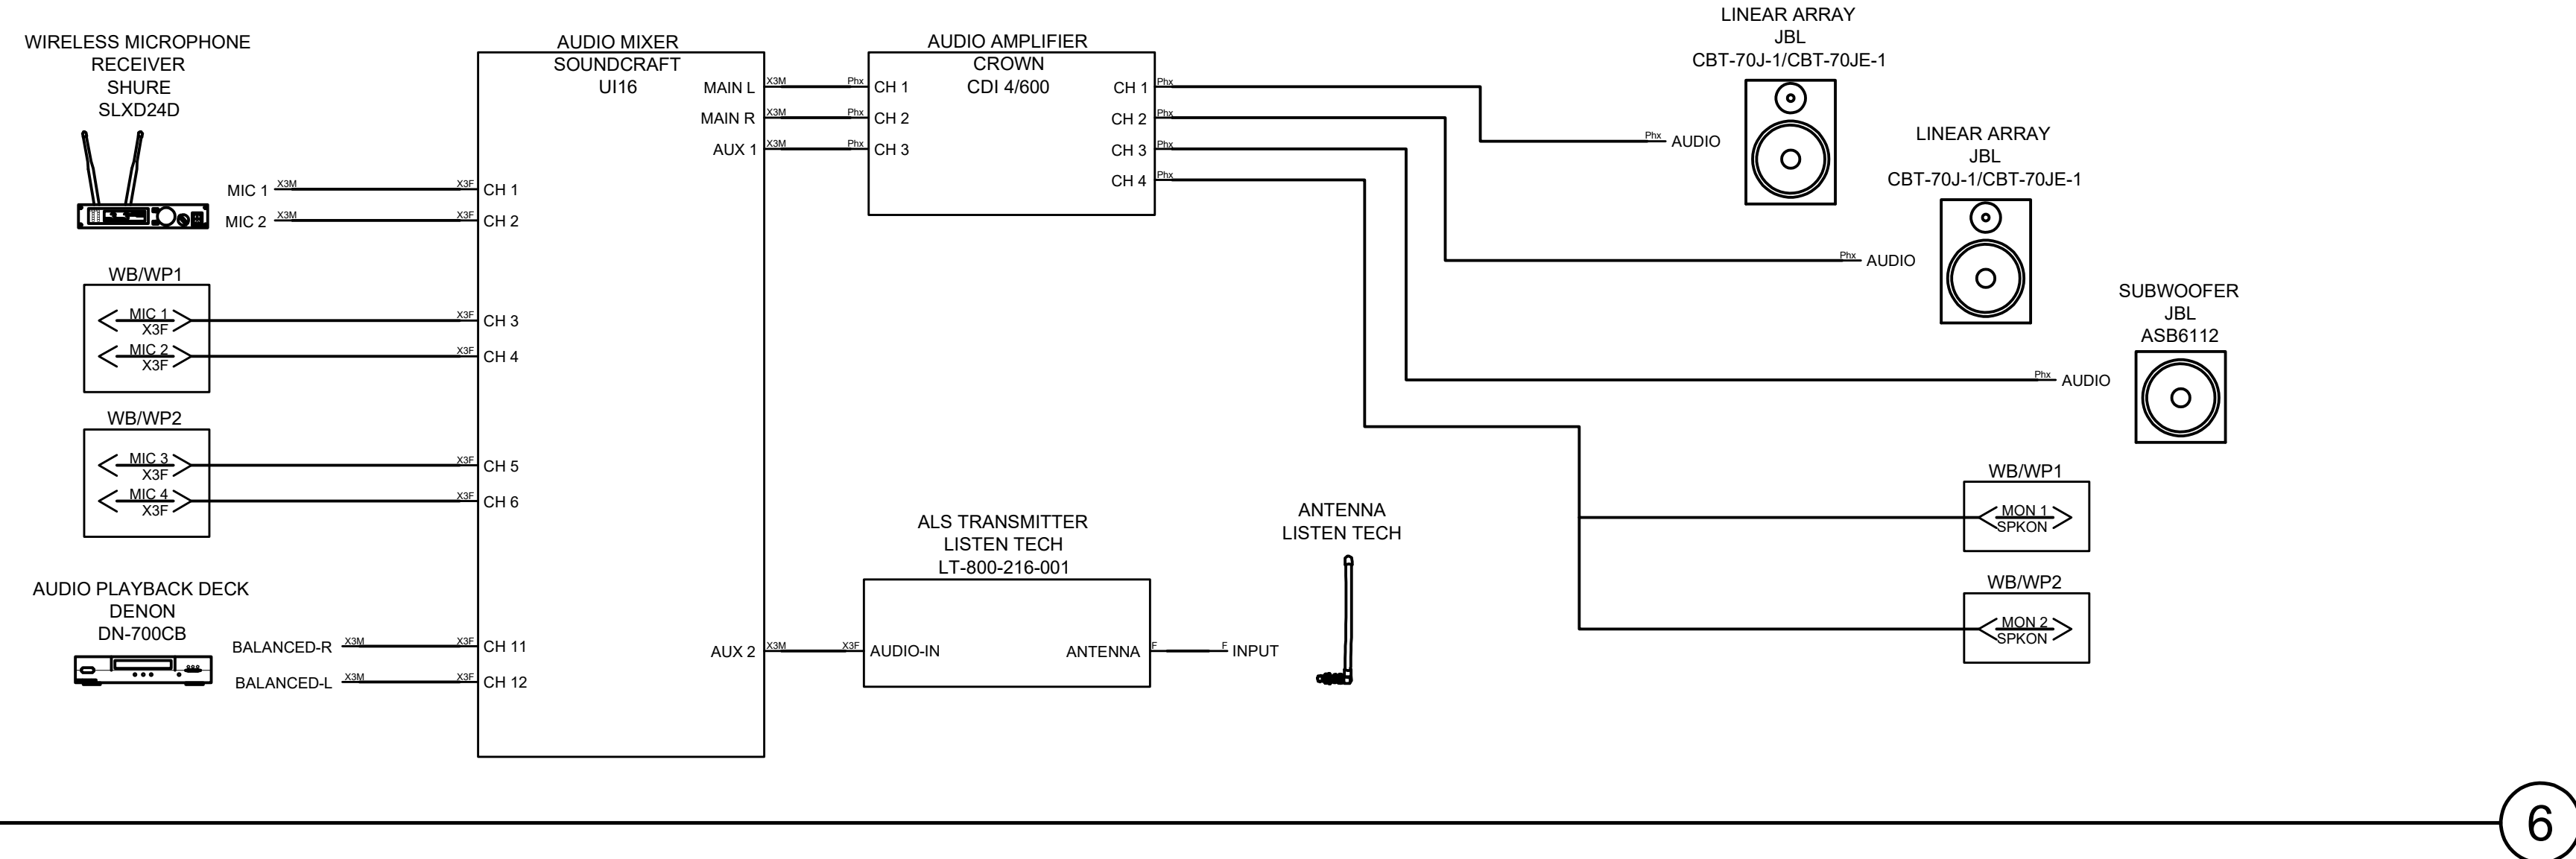 WIRELESS MICROPHONE
RECEIVER
SHURE
SLXD24D
MIC 1 X3M
MIC 2 X3M
WB/WP1
MIC 1
X3F
MIC 2
X3F
WB/WP2
MIC 3
X3F
MIC 4
X3F
AUDIO PLAYBACK DECK
DENON
DN-700CB
BALANCED-R X3M
BALANCED-L X3M
AUDIO MIXER
SOUNDCRAFT
UI16
X3F CH 1
X3F CH 2
X3F CH 3
X3F CH 4
X3F CH 5
X3F CH 6
X3F CH 11
X3F CH 12
MAIN L X3M
MAIN R X3M
AUX 1 X3M
AUX 2 X3M
AUDIO AMPLIFIER
CROWN
CDI 4/600
Phx CH 1
Phx CH 2
Phx CH 3
CH 1 Phx
CH 2 Phx
CH 3 Phx
CH 4 Phx
ALS TRANSMITTER
LISTEN TECH
LT-800-216-001
X3F AUDIO-IN
ANTENNA F
F INPUT
ANTENNA
LISTEN TECH
LINEAR ARRAY
JBL
CBT-70J-1/CBT-70JE-1
Phx AUDIO
LINEAR ARRAY
JBL
CBT-70J-1/CBT-70JE-1
Phx AUDIO
SUBWOOFER
JBL
ASB6112
Phx AUDIO
WB/WP1
MON 1
SPKON
WB/WP2
MON 2
SPKON
6